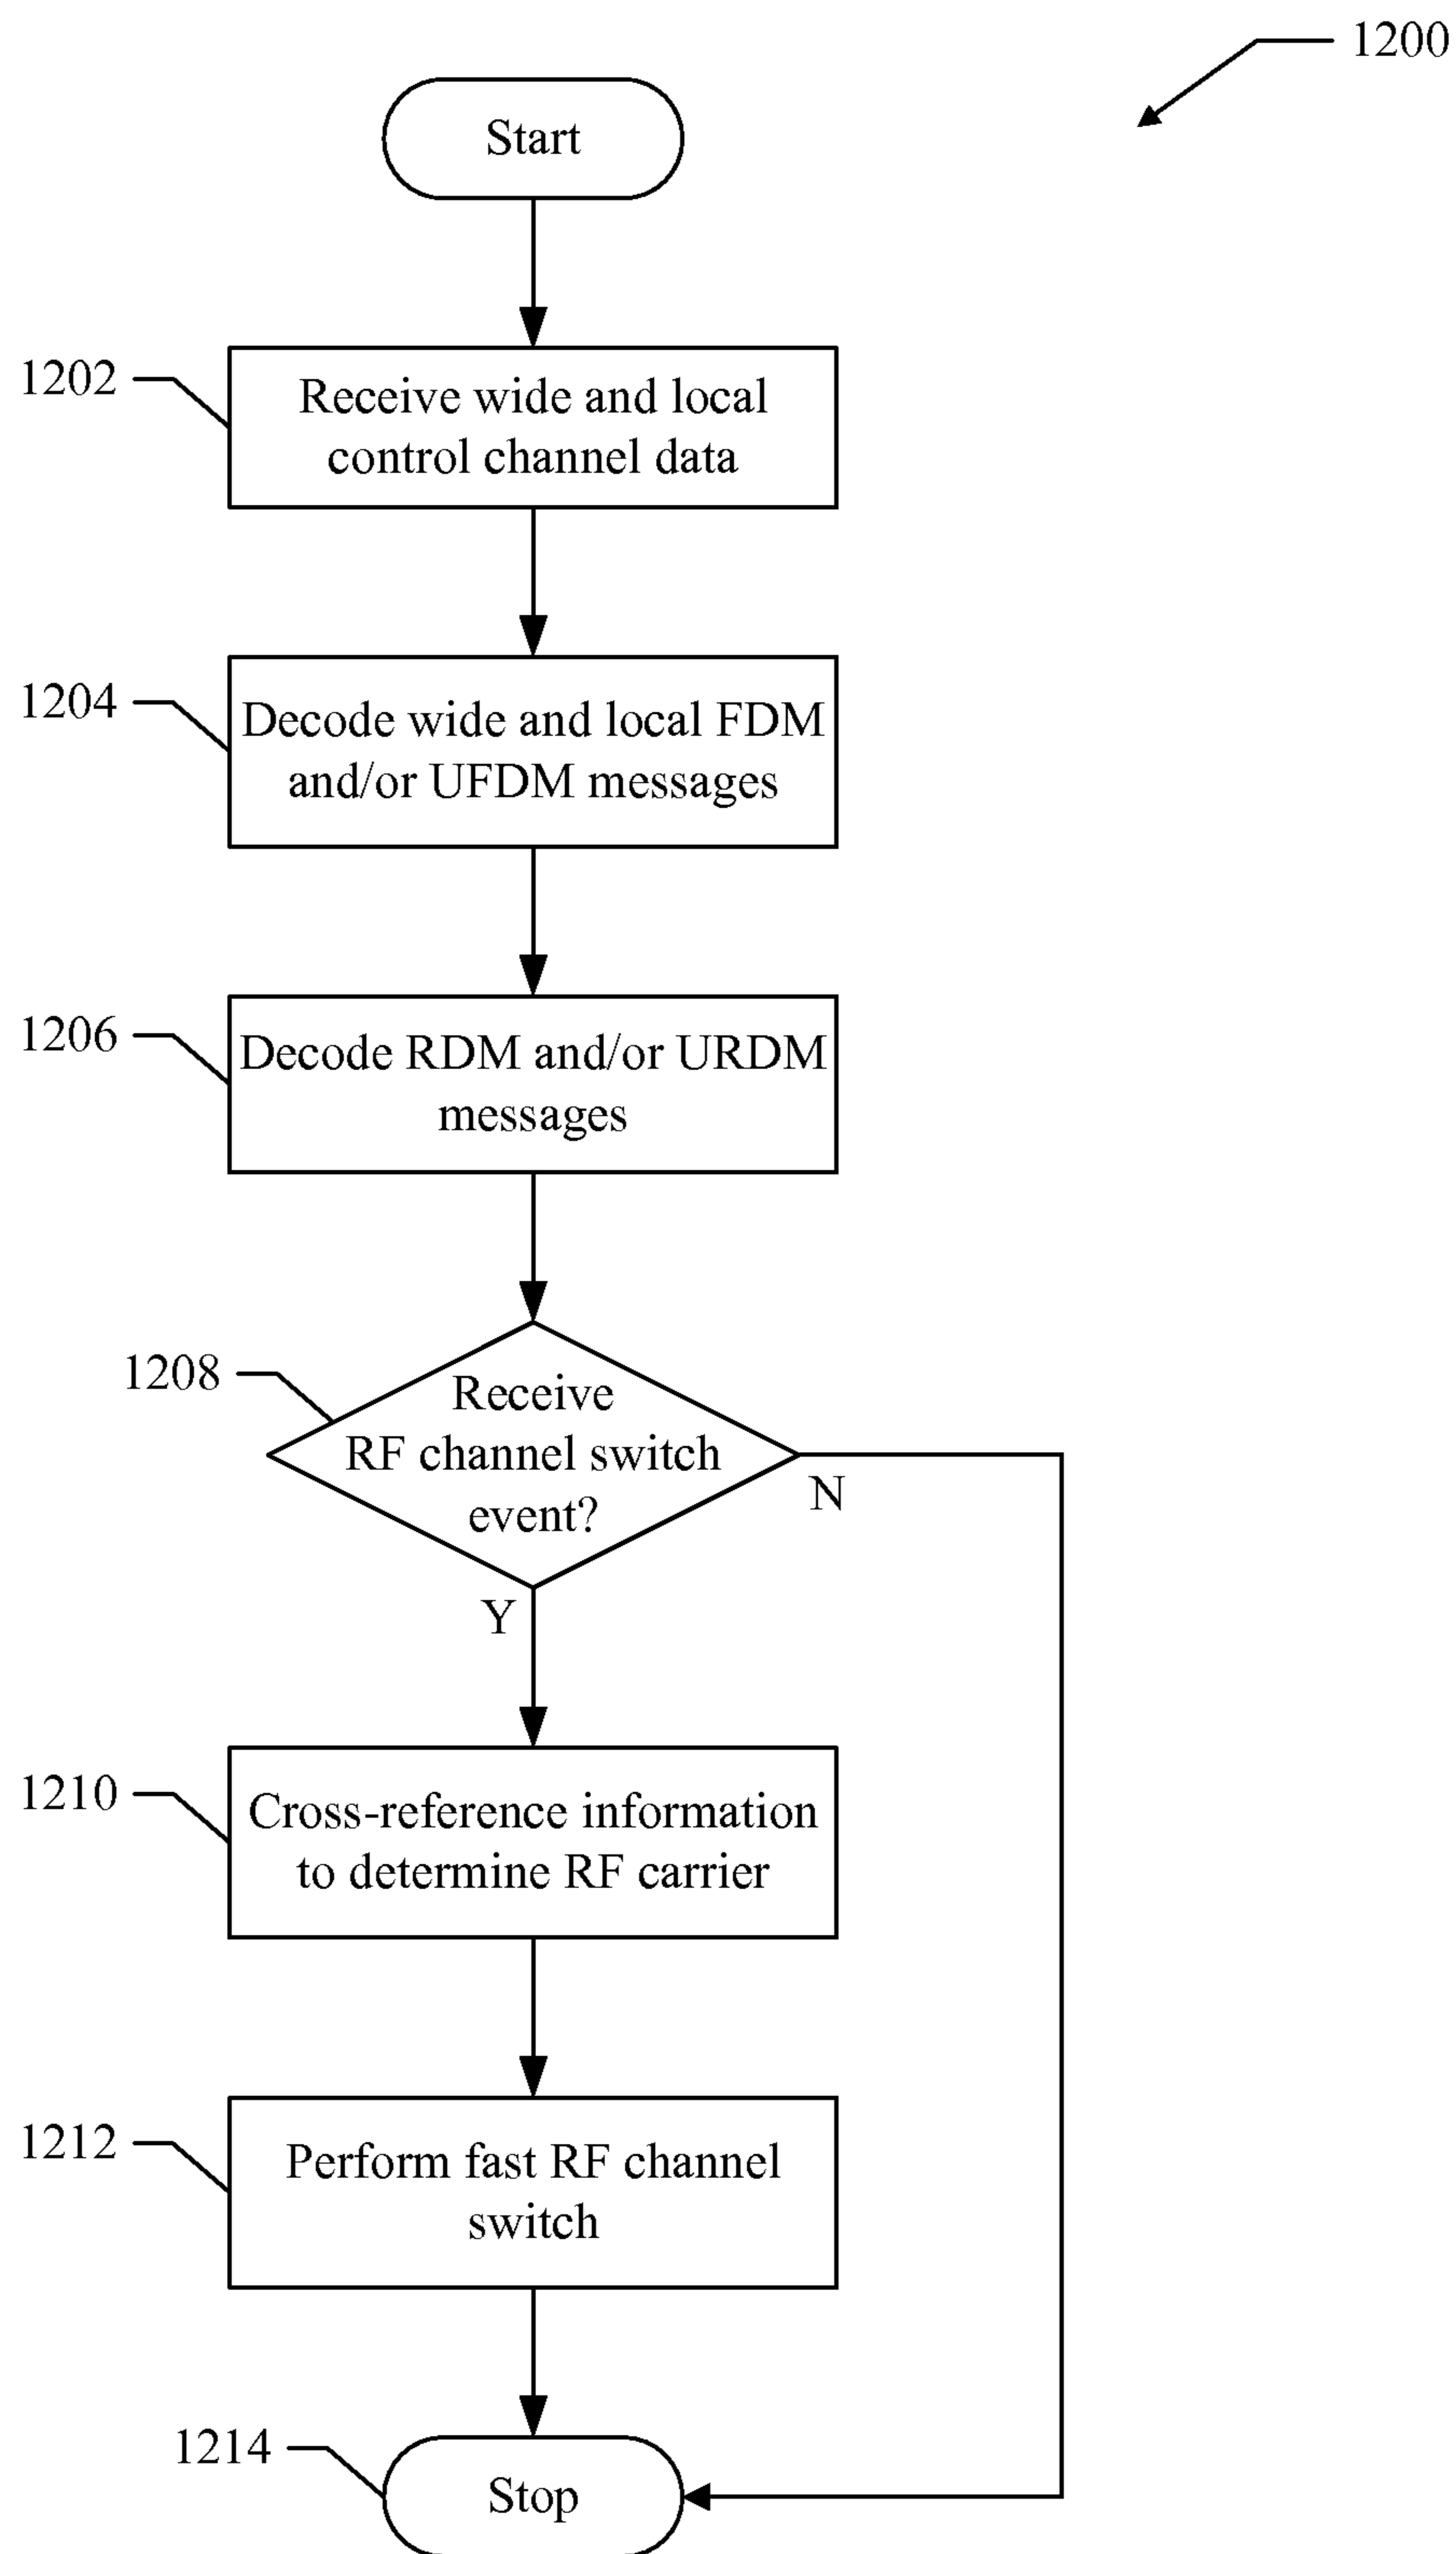 1200
Start
1202
Receive wide and local
control channel data
1204
Decode wide and local FDM
and/or UFDM messages
1206
Decode RDM and/or URDM
messages
1208
Receive
RF channel switch
event?
N
Y
1210
Cross-reference information
to determine RF carrier
1212
Perform fast RF channel
switch
1214
Stop